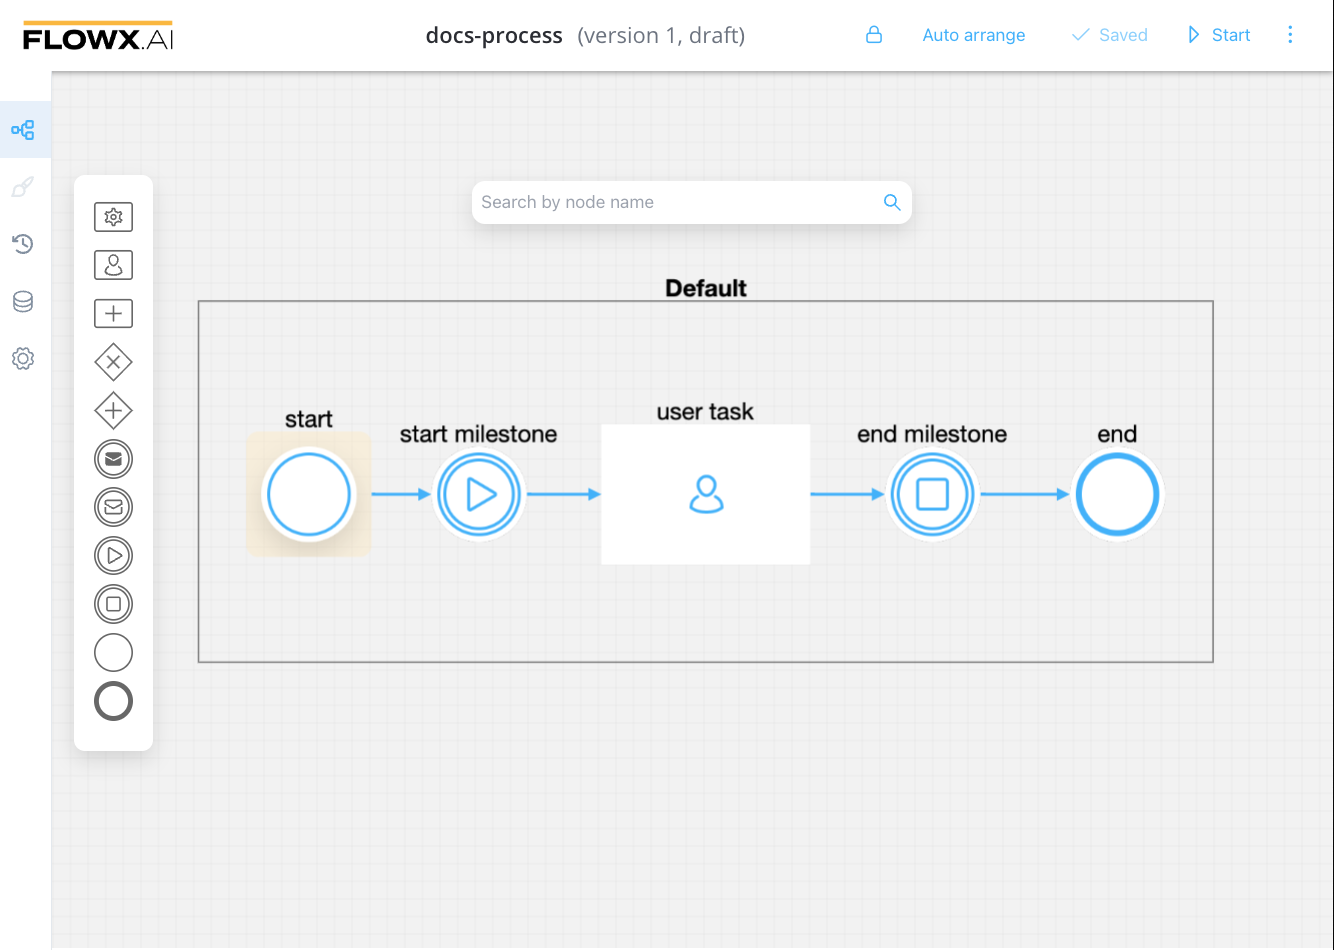 FLOWX.AI
docs-process (version 1, draft)
Auto arrange
Saved
Start
Search by node name
Default
start
start milestone
user task
end milestone
end